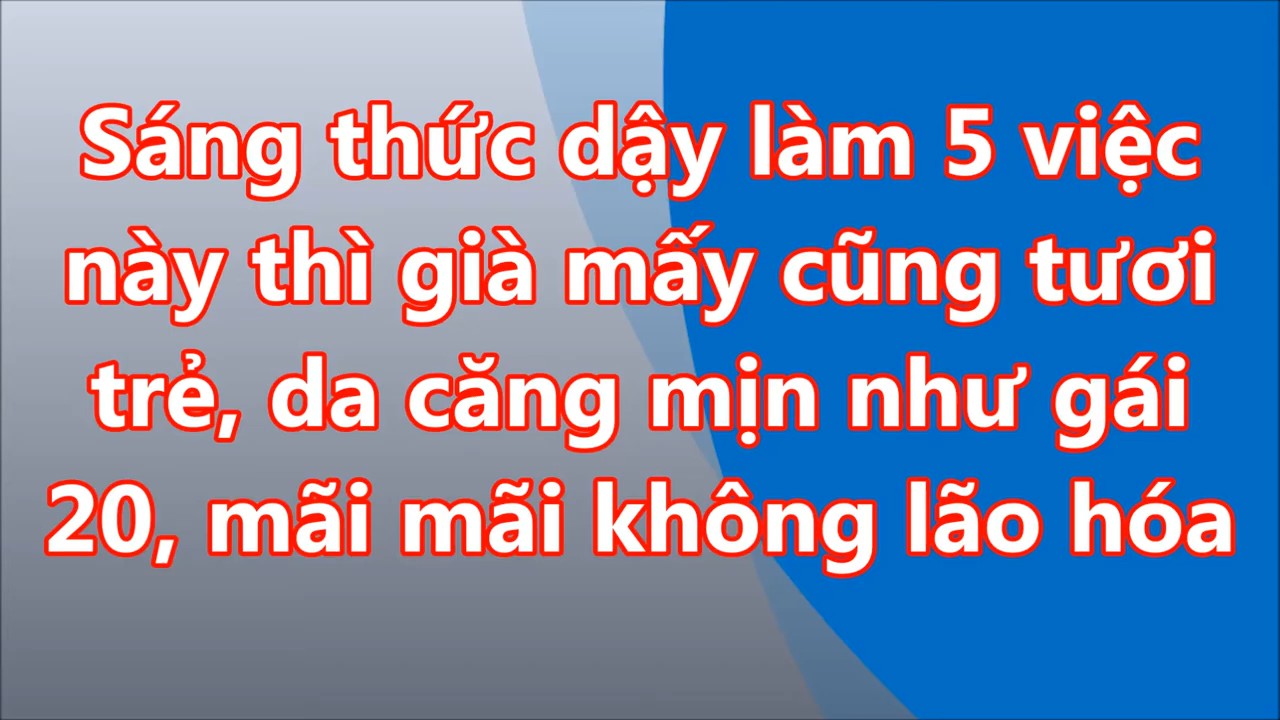 Sáng thức dậy làm 5 việc
này thì già mấy cũng tươi
trẻ, da căng mịn như gái
20, mãi mãi không lão hóa